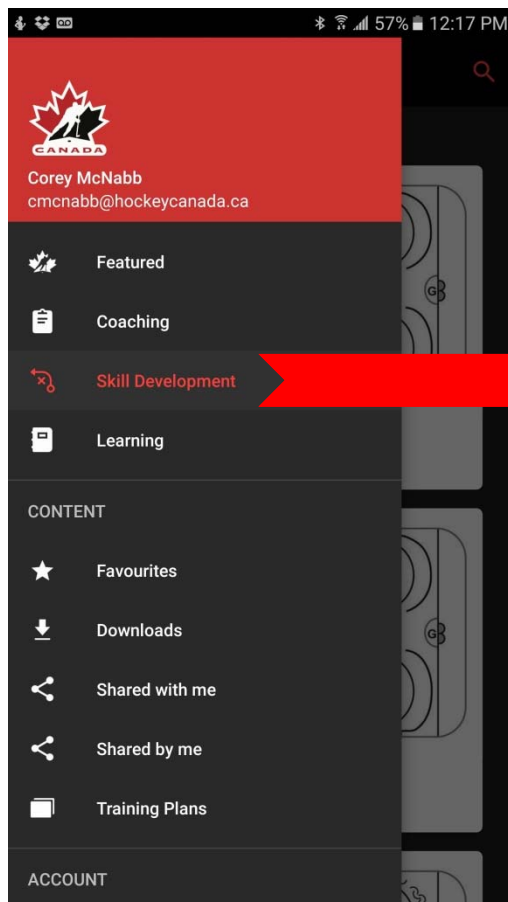 57% 12:17 PM
CANADA
Corey McNabb
cmcnabb@hockeycanada.ca
Featured
Coaching
Skill Development
Learning
CONTENT
Favourites
Downloads
Shared with me
Shared by me
Training Plans
ACCOUNT
G
G